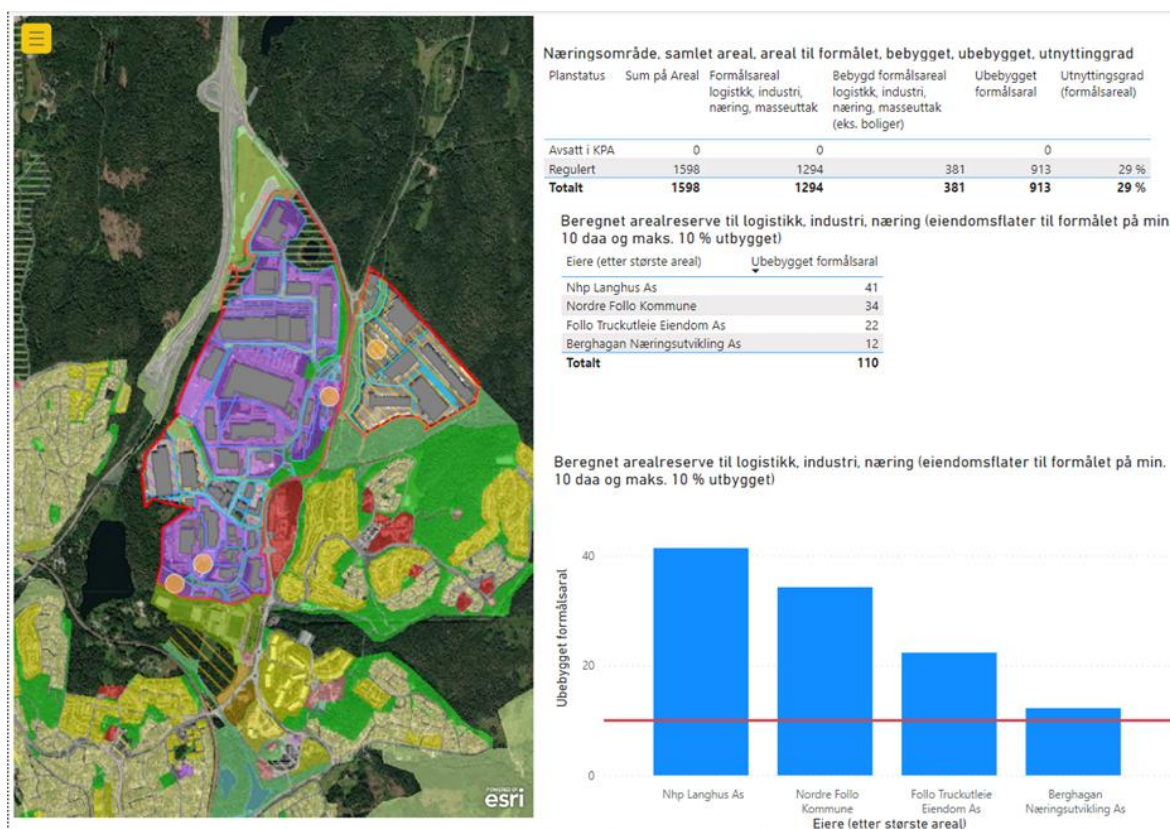 Næringsområde, samlet areal, areal til formålet, bebygget, ubebygget, utnyttinggrad
Planstatus Sum på Areal Formålsareal Bebygd formålsareal Ubebygget Utnyttingsgrad
logistkk, industri, logistkk, industri, formålsaral (formålsareal)
næring, masseuttak næring, masseuttak
(eks. boliger)
Avsatt i KPA 0 0 0
Regulert 1598 1294 381 913 29 %
Totalt 1598 1294 381 913 29 %
Beregnet arealreserve til logistikk, industri, næring (eiendomsflater til formålet på min.
10 daa og maks. 10 % utbygget)
Eiere (etter største areal) Ubebygget formålsaral
Nhp Langhus As 41
Nordre Follo Kommune 34
Follo Truckutleie Eiendom As 22
Berghagan Næringsutvikling As 12
Totalt 110
Beregnet arealreserve til logistikk, industri, næring (eiendomsflater til formålet på min.
10 daa og maks. 10 % utbygget)
Ubebygget formålsaral
40
20
0
Nhp Langhus As Nordre Follo Follo Truckutleie Berghagan
Kommune Eiendom As Næringsutvikling As
Eiere (etter største areal)
POWERED BY
esri